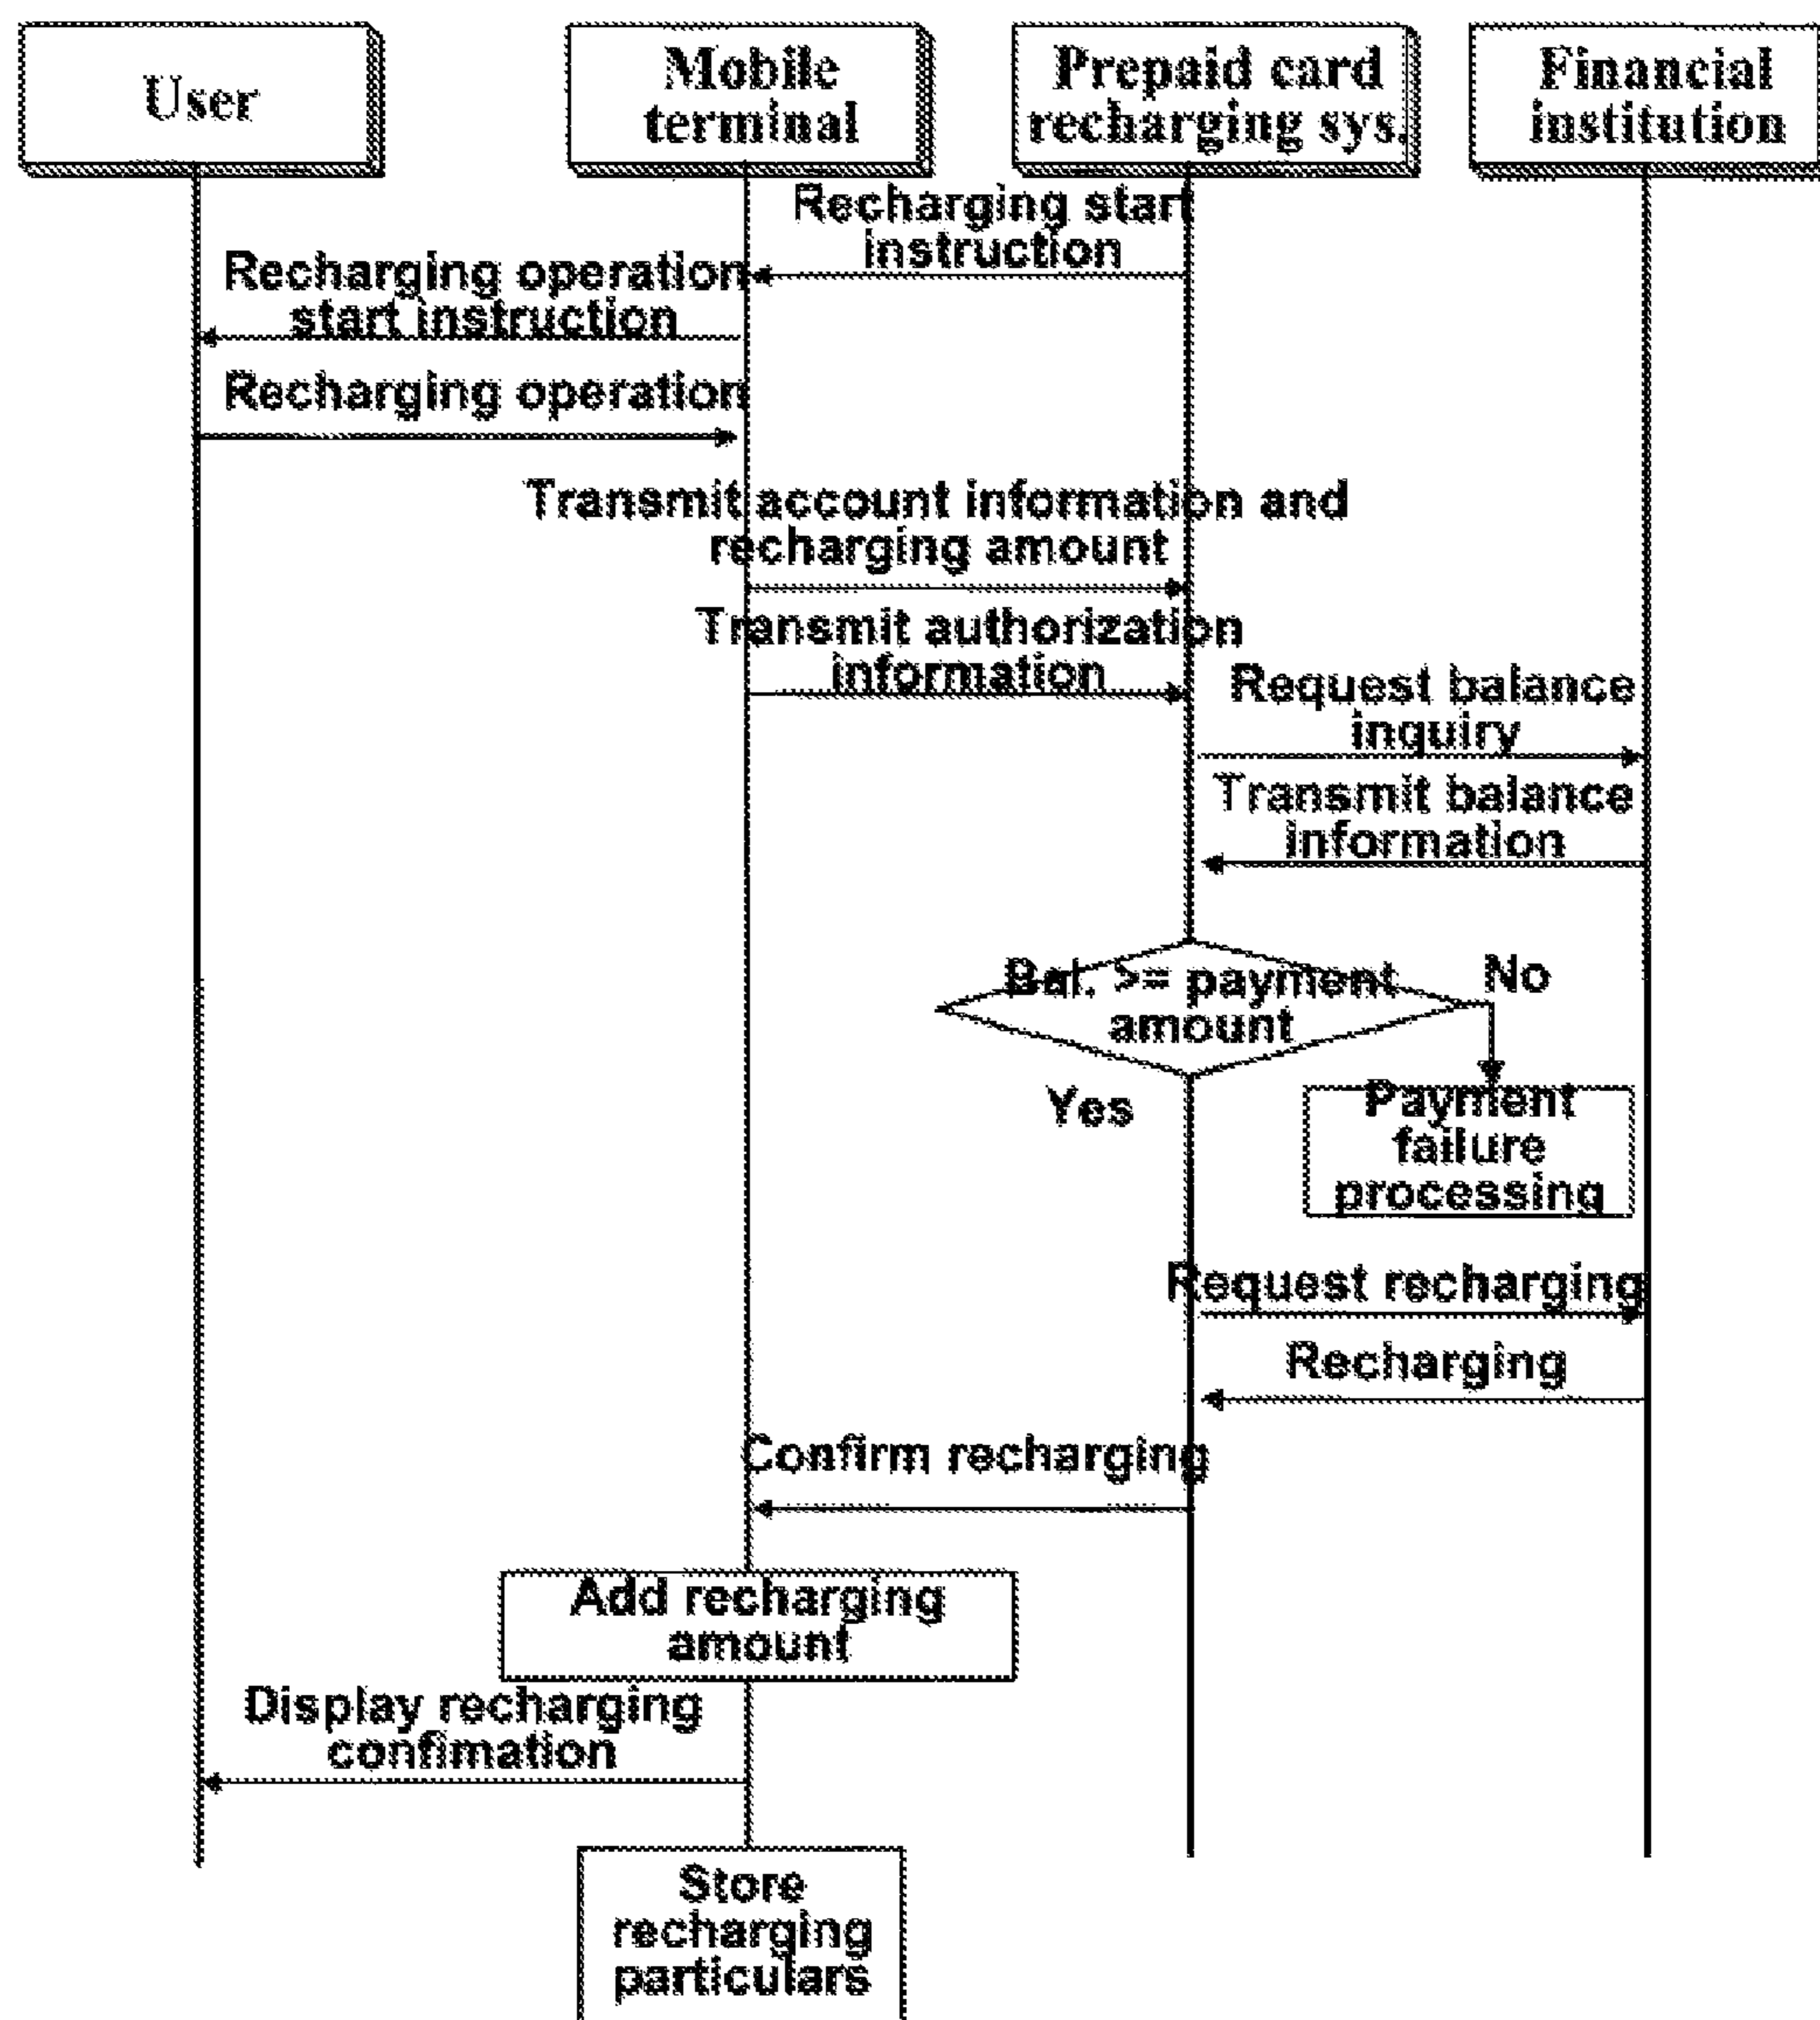 User
Mobile
terminal
Prepaid card
recharging sys.
Financial
institution
Recharging start
instruction
Recharging operation
start instruction
Recharging operation
Transmit account information and
recharging amount
Transmit authorization
information
Request balance
inquiry
Transmit balance
information
Bal. >= payment
amount
No
Yes
Payment
failure
processing
Request recharging
Recharging
Confirm recharging
Add recharging
amount
Display recharging
confimation
Store
recharging
particulars